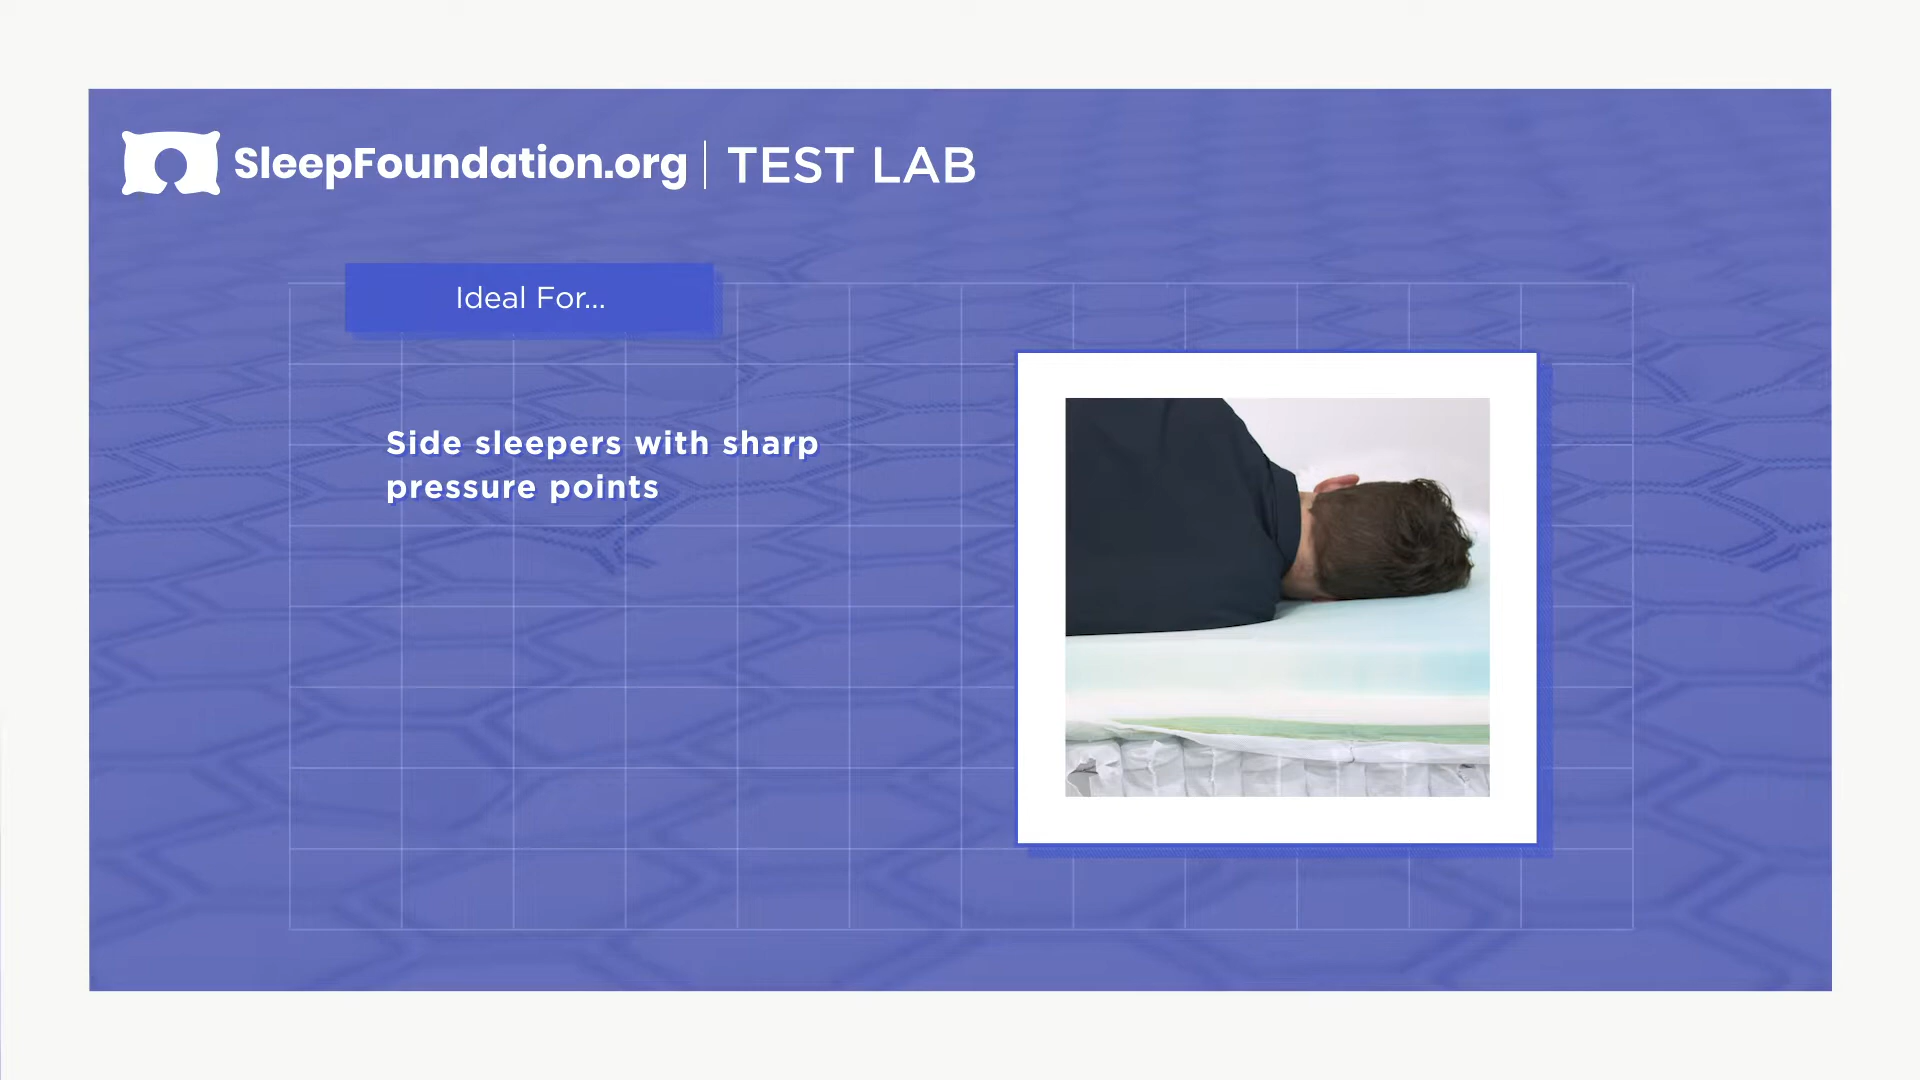 SleepFoundation.org | TEST LAB
Ideal For...
Side sleepers with sharp
pressure points